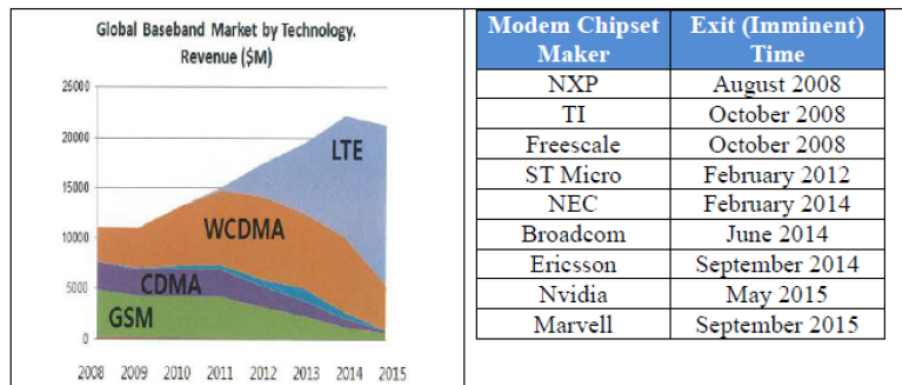 Global Baseband Market by Technology.
Revenue ($M)
25000
20000
15000
10000
5000
0
LTE
WCDMA
CDMA
GSM
2008 2009 2010 2011 2012 2013 2014 2015
Modem Chipset Maker Exit (Imminent) Time
NXP August 2008
TI October 2008
Freescale October 2008
ST Micro February 2012
NEC February 2014
Broadcom June 2014
Ericsson September 2014
Nvidia May 2015
Marvell September 2015